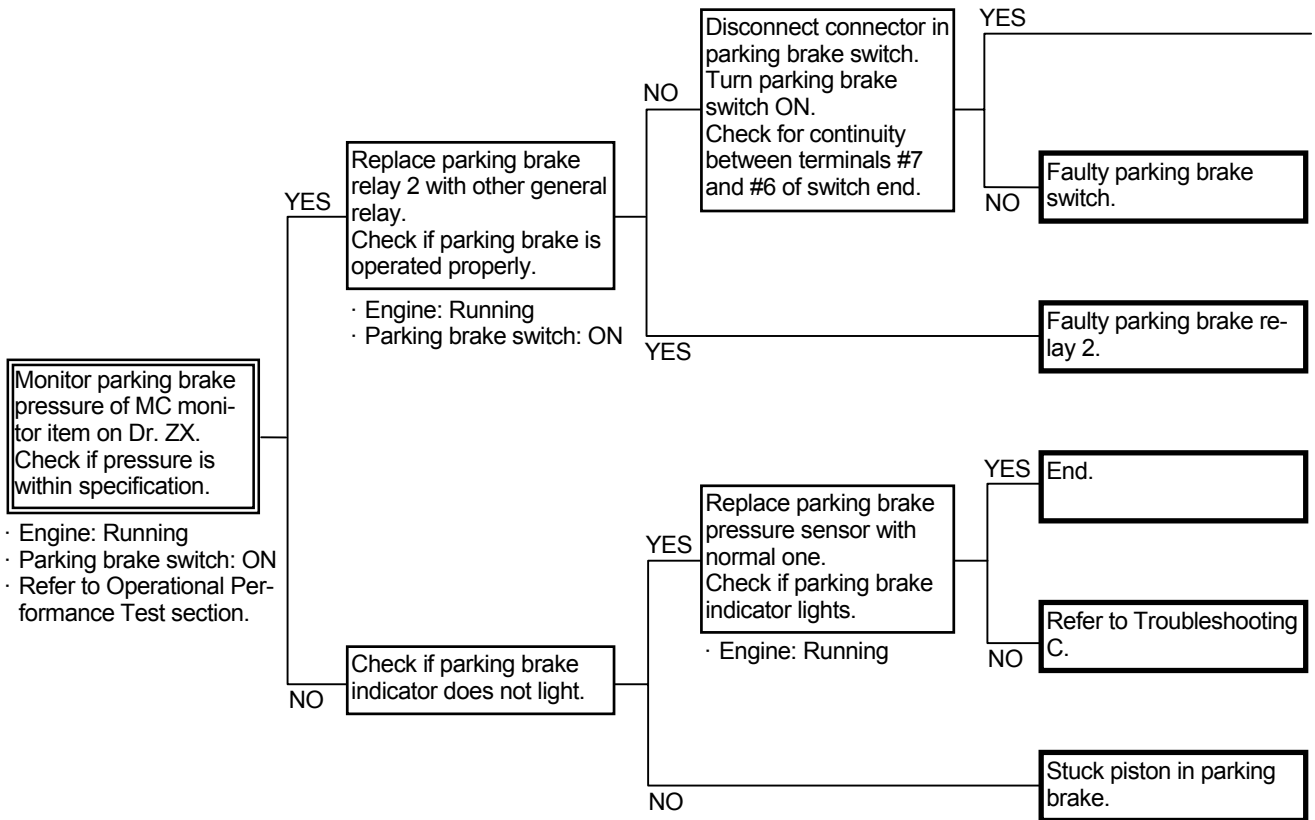 Monitor parking brake
pressure of MC moni-
tor item on Dr. ZX.
Check if pressure is
within specification.
· Engine: Running
· Parking brake switch: ON
· Refer to Operational Per-
formance Test section.
YES
Replace parking brake
relay 2 with other general
relay.
Check if parking brake is
operated properly.
· Engine: Running
· Parking brake switch: ON
NO
Disconnect connector in
parking brake switch.
Turn parking brake
switch ON.
Check for continuity
between terminals #7
and #6 of switch end.
YES
NO
Faulty parking brake
switch.
YES
Faulty parking brake re-
lay 2.
NO
Check if parking brake
indicator does not light.
YES
Replace parking brake
pressure sensor with
normal one.
Check if parking brake
indicator lights.
· Engine: Running
YES
End.
NO
Refer to Troubleshooting
C.
NO
Stuck piston in parking
brake.